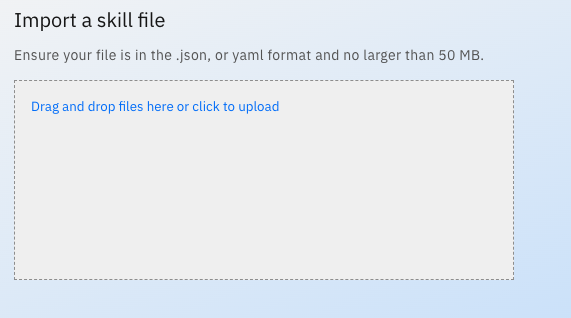 Import a skill file
Ensure your file is in the .json, or yaml format and no larger than 50 MB.
Drag and drop files here or click to upload